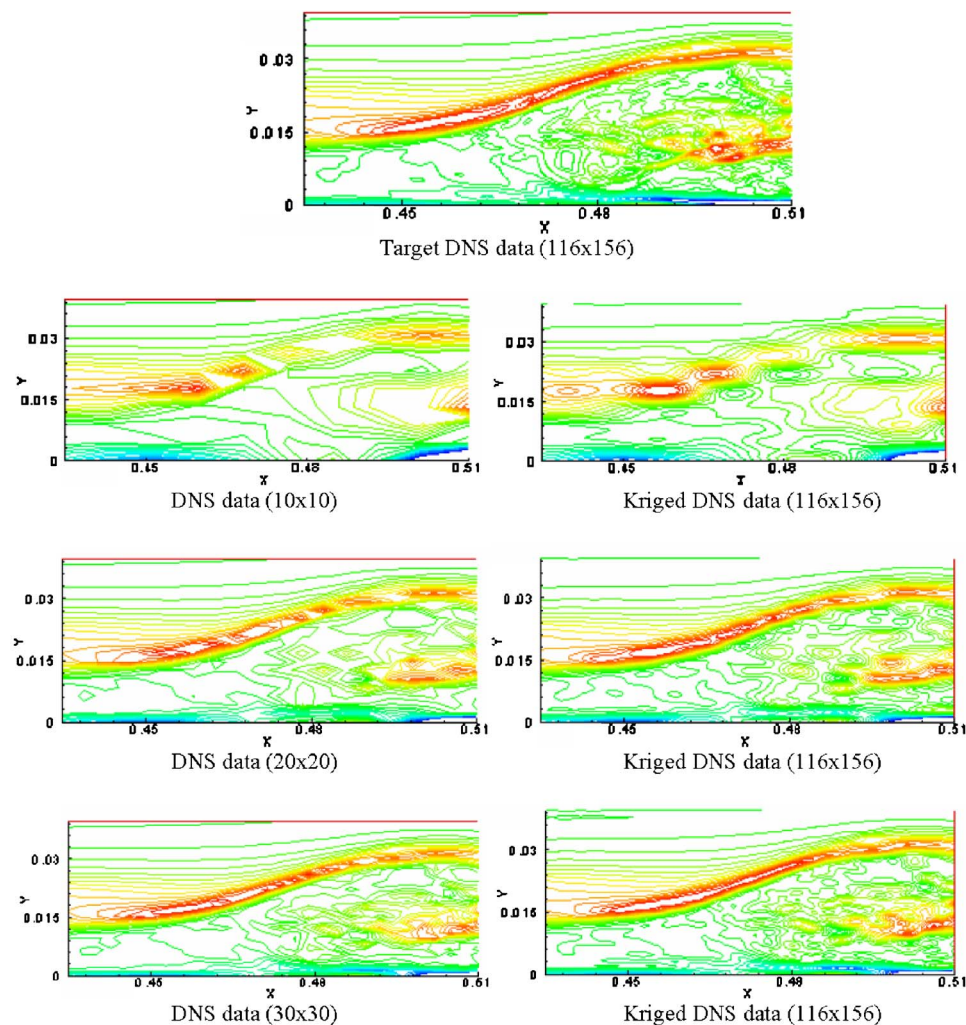 Y
0.03
0.015
0
0.45
0.48
0.51
X
Target DNS data (116x156)
Y
0.03
0.015
0
0.45
0.48
0.51
X
DNS data (10x10)
Y
0.03
0.015
0
0.45
0.48
0.51
X
Kriged DNS data (116x156)
Y
0.03
0.015
0
0.45
0.48
0.51
X
DNS data (20x20)
Y
0.03
0.015
0
0.45
0.48
0.51
X
Kriged DNS data (116x156)
Y
0.03
0.015
0
0.45
0.48
0.51
X
DNS data (30x30)
Y
0.03
0.015
0
0.45
0.48
0.51
X
Kriged DNS data (116x156)